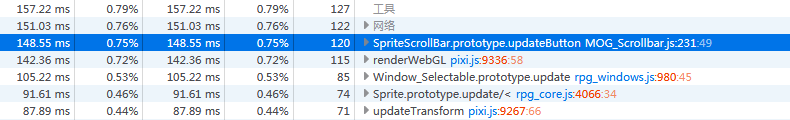 157.22 ms 0.79% 157.22 ms 0.79% 127 工具
151.03 ms 0.76% 151.03 ms 0.76% 122 网络
148.55 ms 0.75% 148.55 ms 0.75% 120 SpriteScrollBar.prototype.updateButton MOG_Scrollbar.js:231:49
142.36 ms 0.72% 142.36 ms 0.72% 115 renderWebGL pixi.js:9336:58
105.22 ms 0.53% 105.22 ms 0.53% 85 Window_Selectable.prototype.update rpg_windows.js:980:45
91.61 ms 0.46% 91.61 ms 0.46% 74 Sprite.prototype.update/< rpg_core.js:4066:34
87.89 ms 0.44% 87.89 ms 0.44% 71 updateTransform pixi.js:9267:66